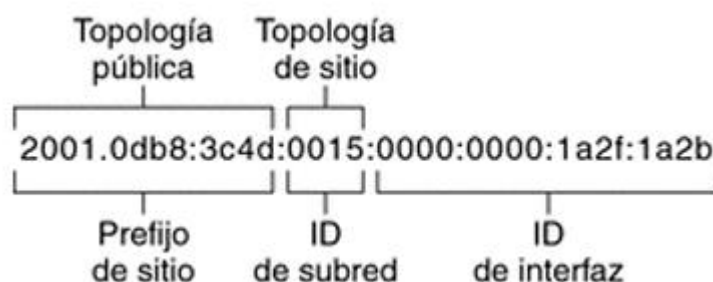 Topología
pública
Topología
de sitio
2001.0db8:3c4d:0015:0000:0000:1a2f:1a2b
Prefijo
de sitio
ID
de subred
ID
de interfaz